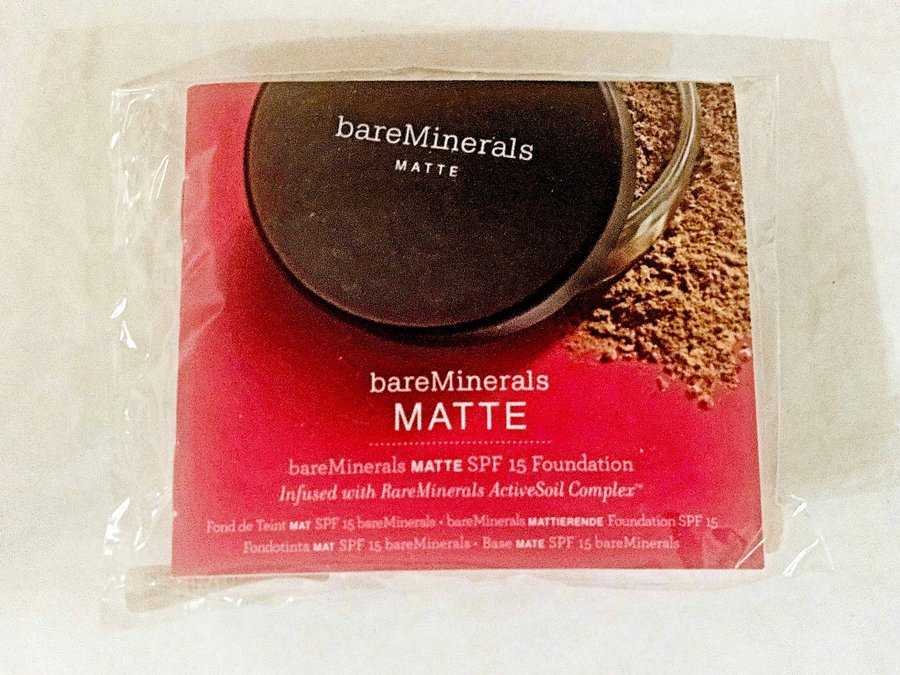 bareMinerals
MATTE
bareMinerals
MATTE
bareMinerals MATTE SPF 15 Foundation
Infused with RareMinerals ActiveSoil Complex™
Fond de Teint MAT SPF 15 bareMinerals • bareMinerals MATTIERENDE Foundation SPF 15
Fondotinta MAT SPF 15 bareMinerals • Base MATE SPF 15 bareMinerals